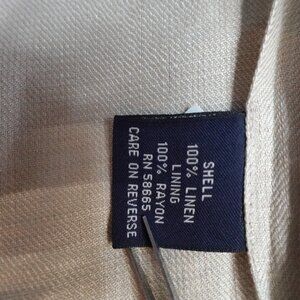 SHELL
100% LINEN
LINING
100% RAYON
RN 58665
CARE ON REVERSE